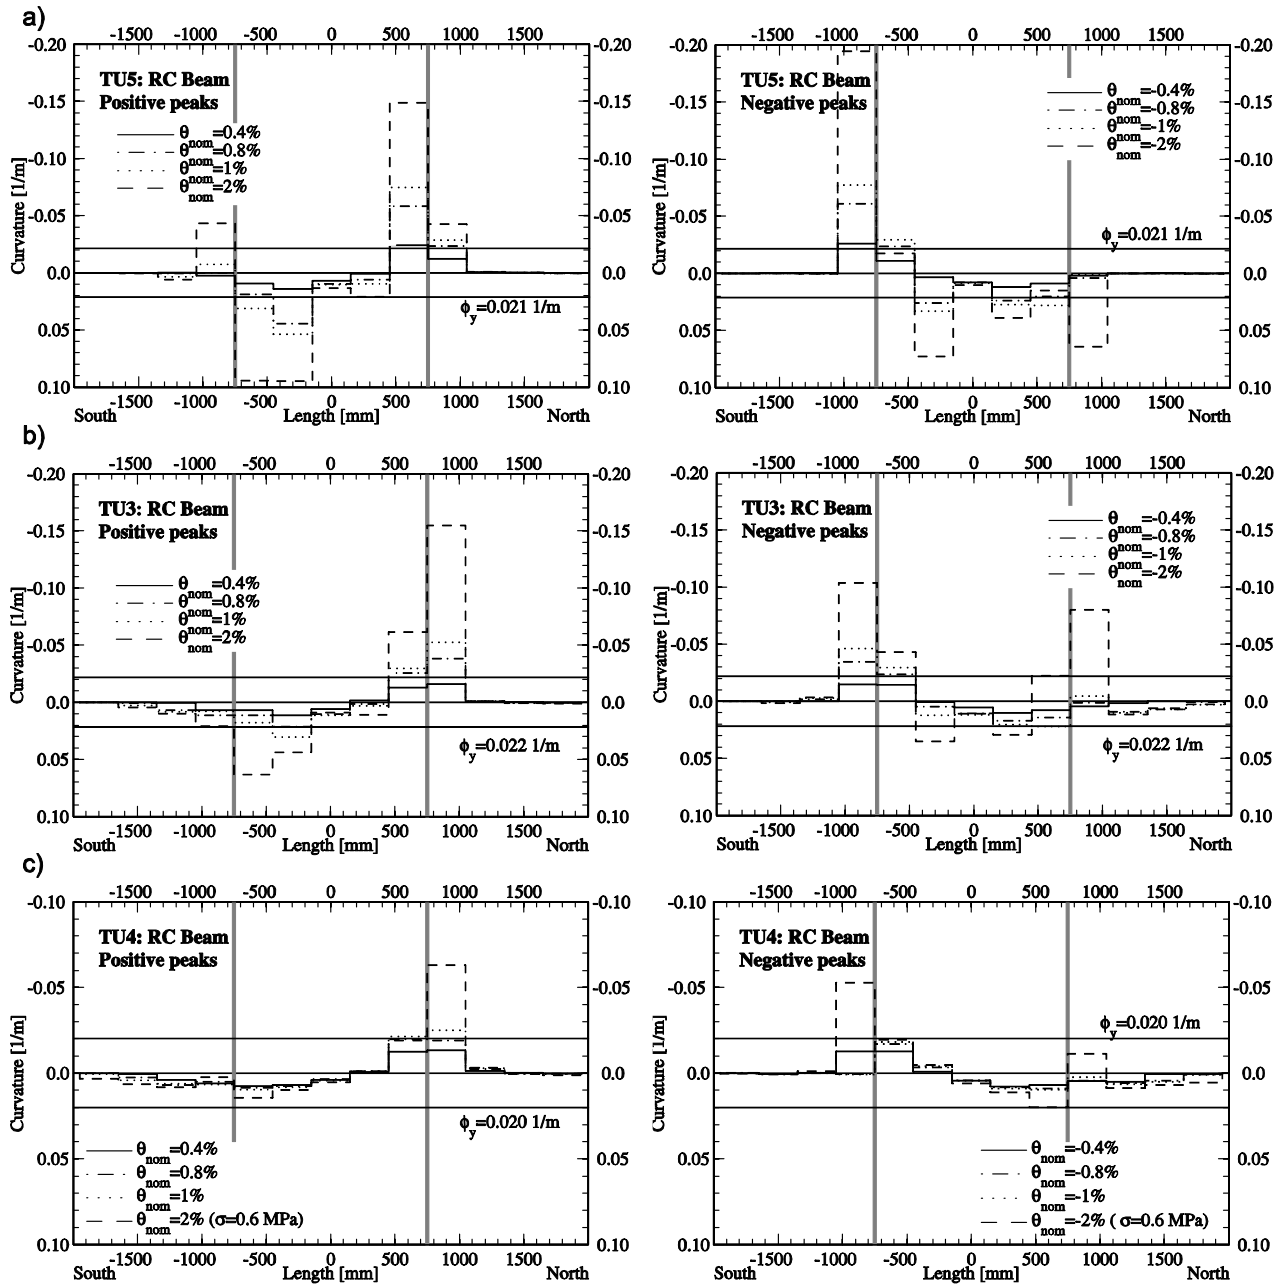 a)
-1500 -1000 -500 0 500 1000 1500
-0.20 -0.20
TU5: RC Beam
Positive peaks
-0.15 -0.15
θnom=0.4%
θnom=0.8%
θnom=1%
θnom=2%
-0.10 -0.10
-0.05 -0.05
0.0 0.0
ϕy=0.021 1/m
0.05 0.05
0.10 0.10
Curvature [1/m]
-1500 -1000 -500 0 500 1000 1500
South Length [mm] North
-1500 -1000 -500 0 500 1000 1500
-0.20 -0.20
TU5: RC Beam
Negative peaks
-0.15 -0.15
θnom=-0.4%
θnom=-0.8%
θnom=-1%
θnom=-2%
-0.10 -0.10
-0.05 -0.05
ϕy=0.021 1/m
0.0 0.0
0.05 0.05
0.10 0.10
Curvature [1/m]
-1500 -1000 -500 0 500 1000 1500
South Length [mm] North
b)
-1500 -1000 -500 0 500 1000 1500
-0.20 -0.20
TU3: RC Beam
Positive peaks
-0.15 -0.15
-0.10 -0.10
θnom=0.4%
θnom=0.8%
θnom=1%
θnom=2%
-0.05 -0.05
0.0 0.0
ϕy=0.022 1/m
0.05 0.05
0.10 0.10
Curvature [1/m]
-1500 -1000 -500 0 500 1000 1500
South Length [mm] North
-1500 -1000 -500 0 500 1000 1500
-0.20 -0.20
TU3: RC Beam
Negative peaks
-0.15 -0.15
θnom=-0.4%
θnom=-0.8%
θnom=-1%
θnom=-2%
-0.10 -0.10
-0.05 -0.05
0.0 0.0
ϕy=0.022 1/m
0.05 0.05
0.10 0.10
Curvature [1/m]
-1500 -1000 -500 0 500 1000 1500
South Length [mm] North
c)
-1500 -1000 -500 0 500 1000 1500
-0.10 -0.10
TU4: RC Beam
Positive peaks
-0.05 -0.05
0.0 0.0
ϕy=0.020 1/m
θnom=0.4%
0.05 0.05
θnom=0.8%
θnom=1%
θnom=2% (σ=0.6 MPa)
0.10 0.10
Curvature [1/m]
-1500 -1000 -500 0 500 1000 1500
South Length [mm] North
-1500 -1000 -500 0 500 1000 1500
-0.10 -0.10
TU4: RC Beam
Negative peaks
-0.05 -0.05
ϕy=0.020 1/m
0.0 0.0
θnom=-0.4%
0.05 0.05
θnom=-0.8%
θnom=-1%
θnom=-2% ( σ=0.6 MPa)
0.10 0.10
Curvature [1/m]
-1500 -1000 -500 0 500 1000 1500
South Length [mm] North